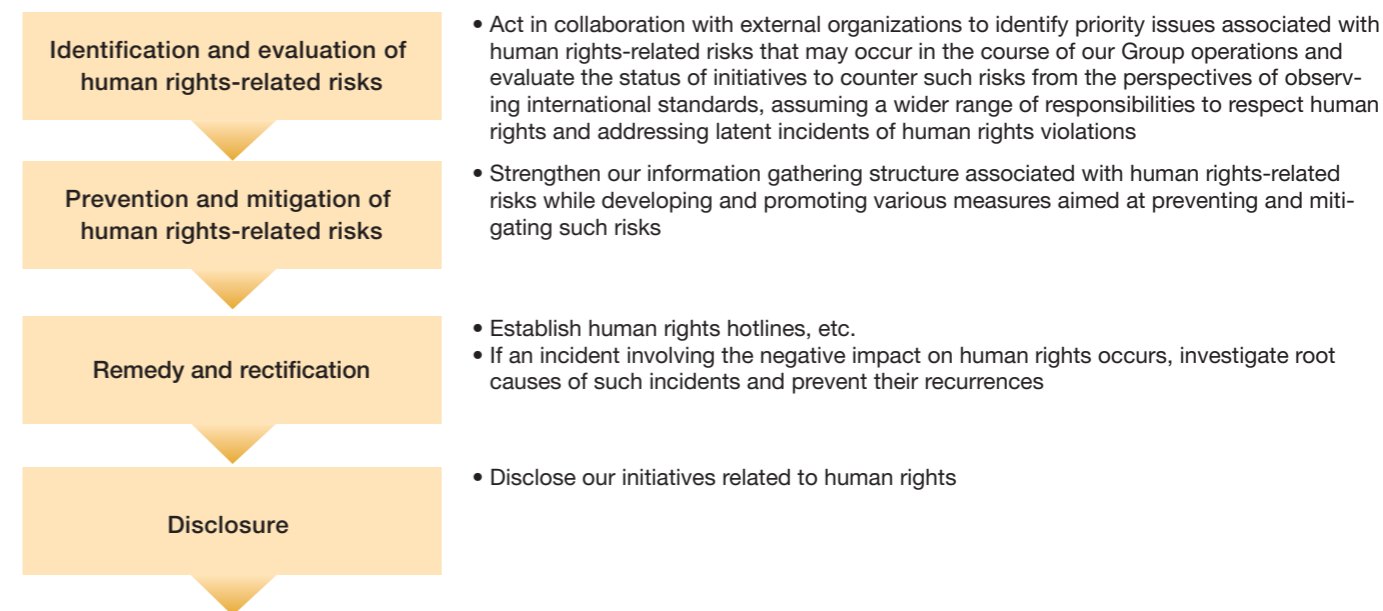 Identification and evaluation of
human rights-related risks
• Act in collaboration with external organizations to identify priority issues associated with
human rights-related risks that may occur in the course of our Group operations and
evaluate the status of initiatives to counter such risks from the perspectives of observ-
ing international standards, assuming a wider range of responsibilities to respect human
rights and addressing latent incidents of human rights violations
Prevention and mitigation of
human rights-related risks
• Strengthen our information gathering structure associated with human rights-related
risks while developing and promoting various measures aimed at preventing and miti-
gating such risks
Remedy and rectification
• Establish human rights hotlines, etc.
• If an incident involving the negative impact on human rights occurs, investigate root
causes of such incidents and prevent their recurrences
Disclosure
• Disclose our initiatives related to human rights